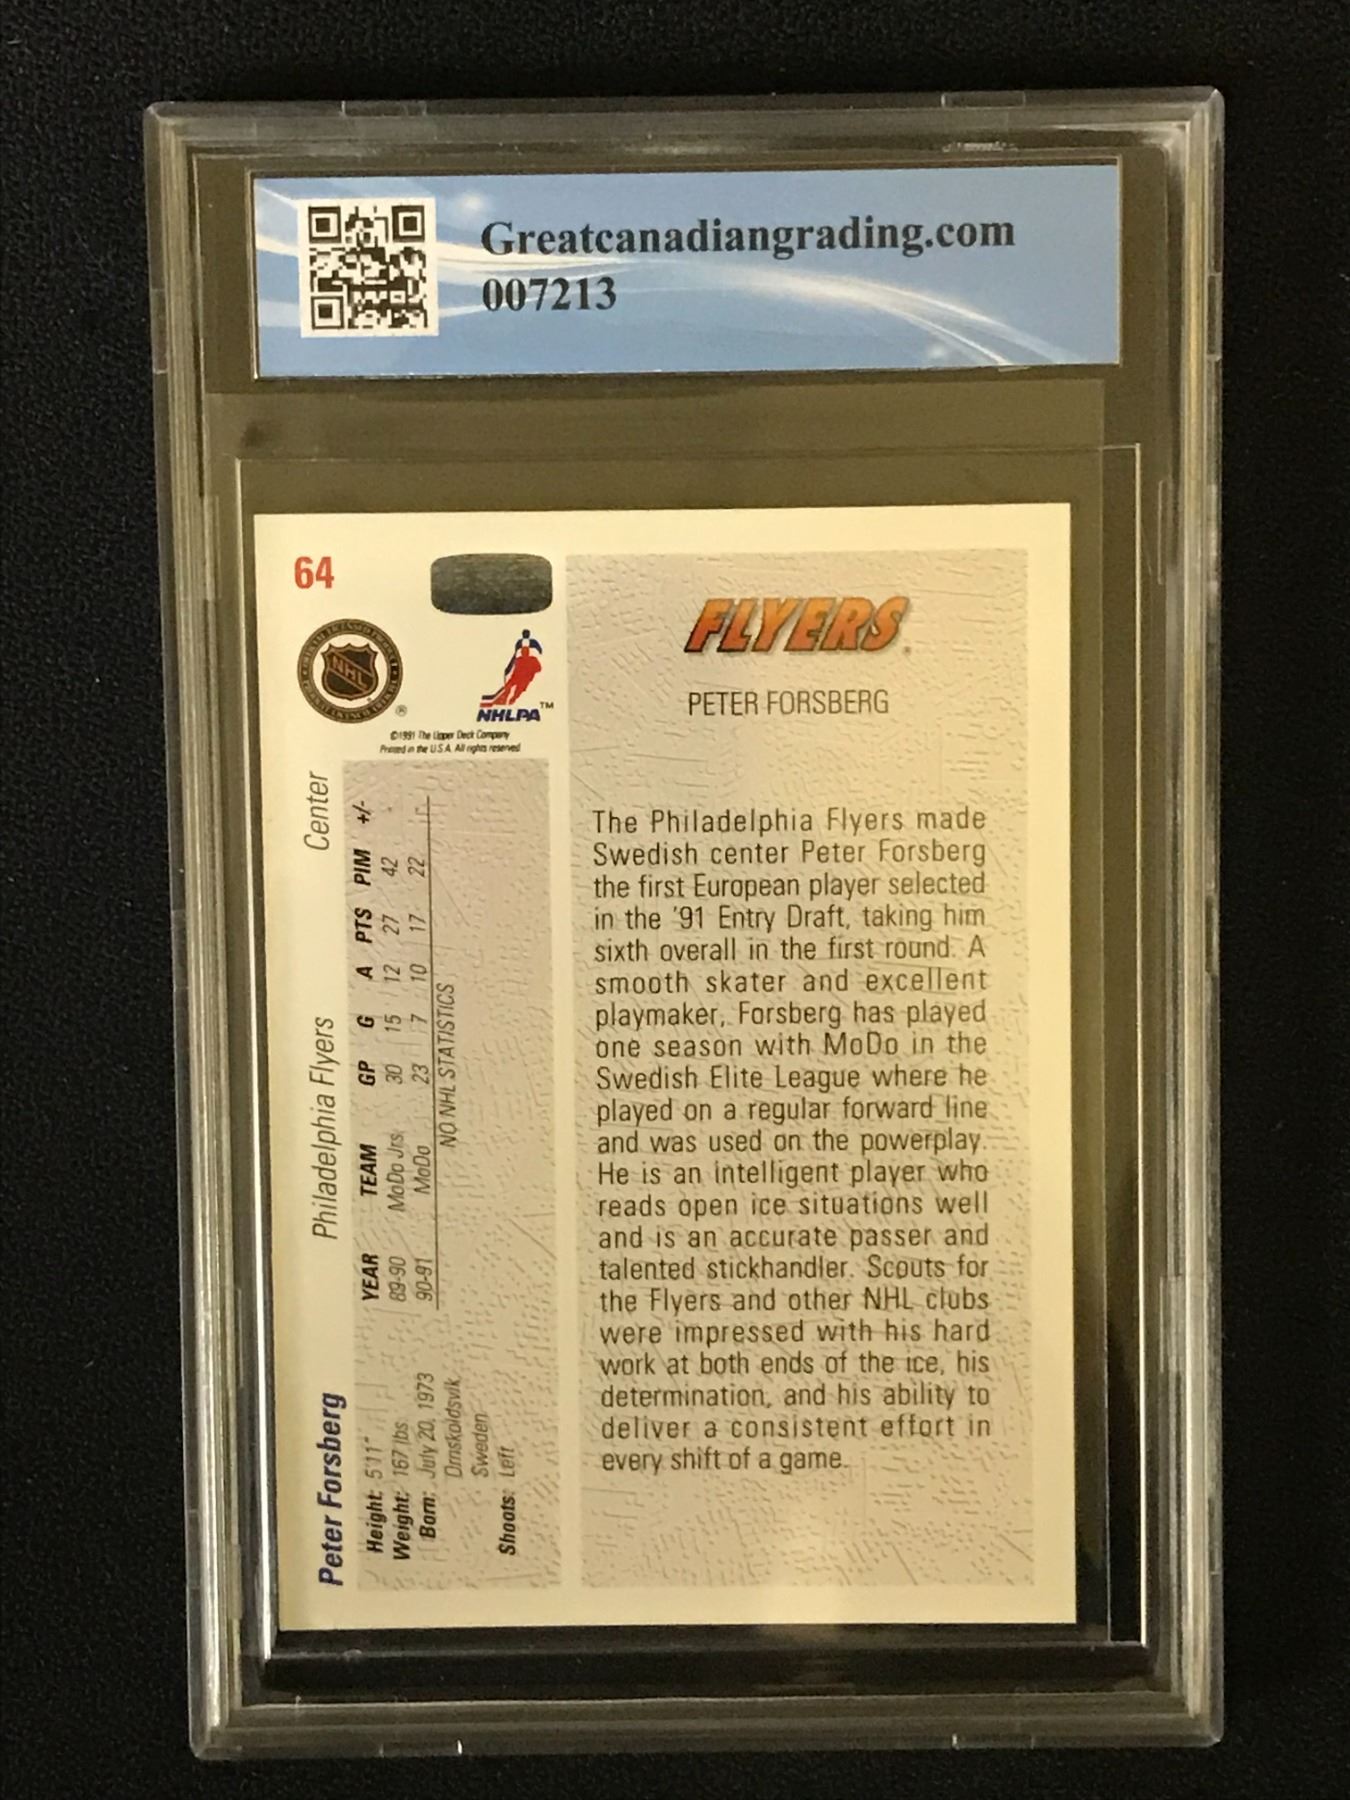 Greatcanadiangrading.com
007213
64
OFFICIAL LICENSED PRODUCT
NHL
®
NHLPA™
©1991 The Upper Deck Company
Printed in the U.S.A. All rights reserved
Peter Forsberg Philadelphia Flyers Center
Height: 5'11"
Weight: 167 lbs.
Born: July 20, 1973
Ornskoldsvik,
Sweden
Shoots: Left
YEAR TEAM GP G A PTS PIM +/-
89-90 MoDo Jrs. 30 15 12 27 42 -
90-91 MoDo 23 7 10 17 22 -
NO NHL STATISTICS
FLYERS
PETER FORSBERG
The Philadelphia Flyers made
Swedish center Peter Forsberg
the first European player selected
in the '91 Entry Draft, taking him
sixth overall in the first round. A
smooth skater and excellent
playmaker, Forsberg has played
one season with MoDo in the
Swedish Elite League where he
played on a regular forward line
and was used on the powerplay.
He is an intelligent player who
reads open ice situations well
and is an accurate passer and
talented stickhandler. Scouts for
the Flyers and other NHL clubs
were impressed with his hard
work at both ends of the ice, his
determination, and his ability to
deliver a consistent effort in
every shift of a game.